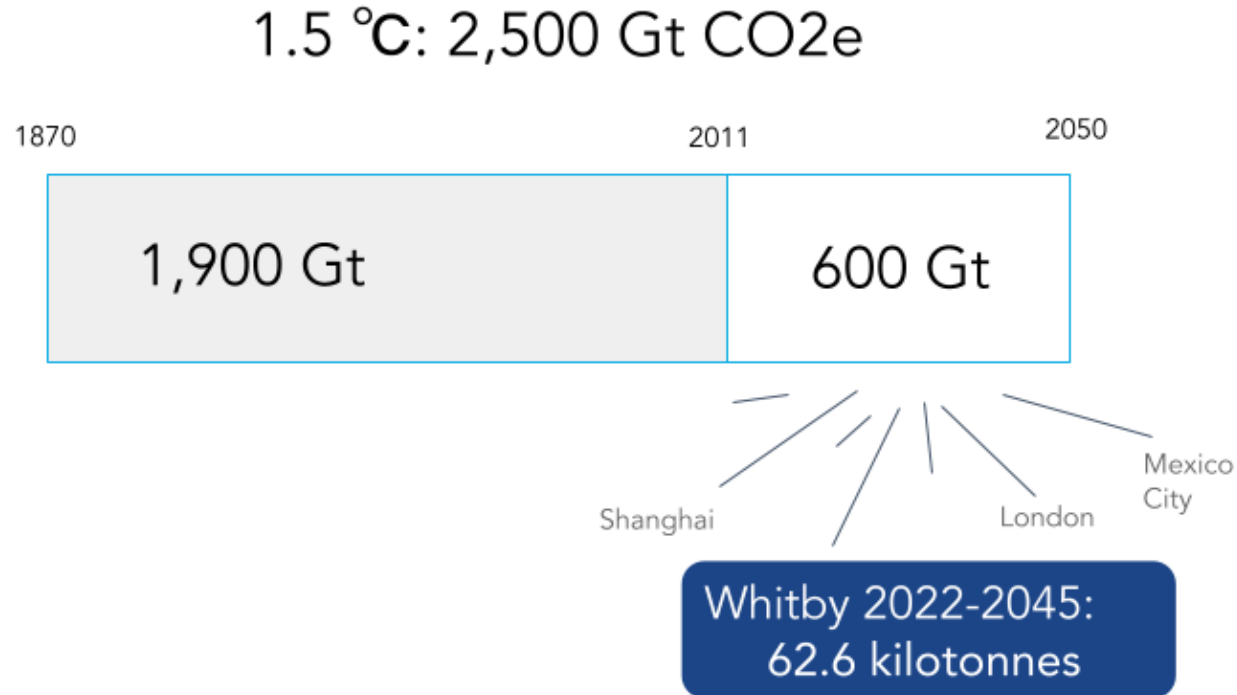 1.5 ℃: 2,500 Gt CO2e
1870
2011
2050
1,900 Gt
600 Gt
Mexico
City
Shanghai
London
Whitby 2022-2045:
62.6 kilotonnes